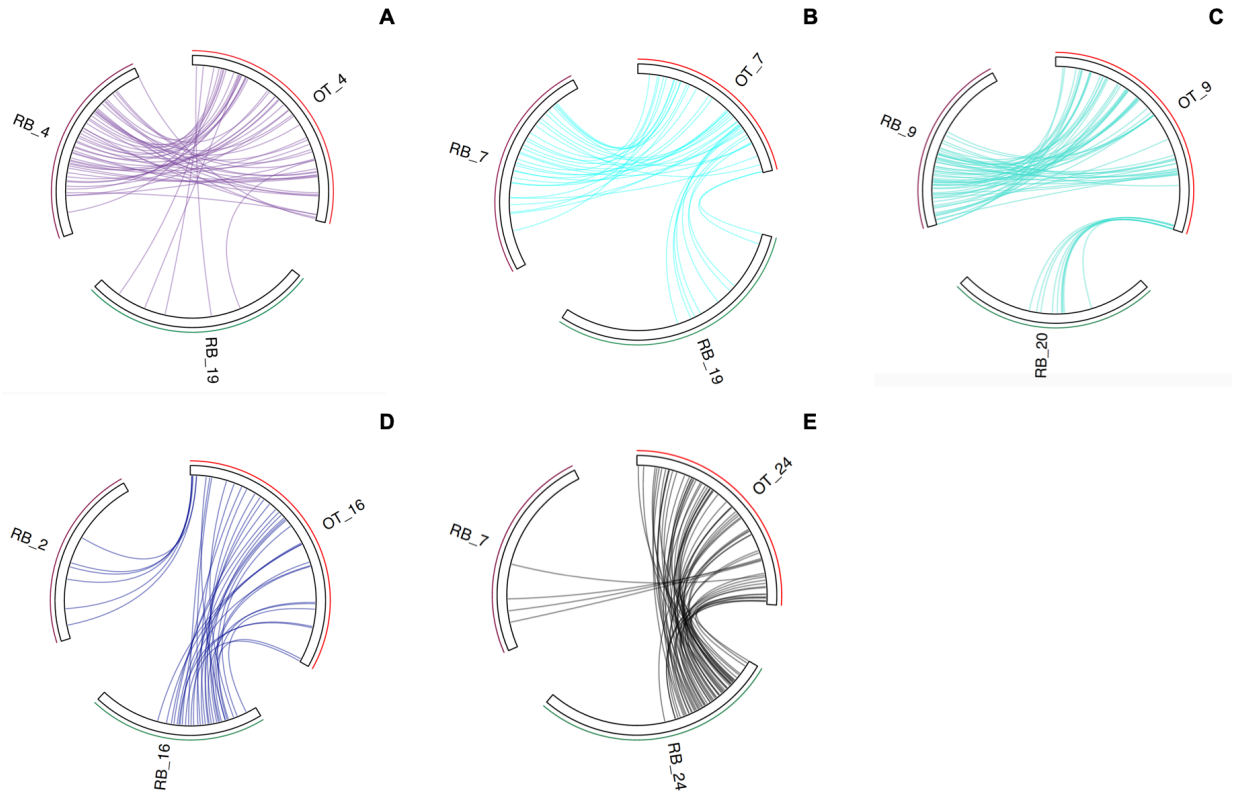 A
OT_4
RB_4
RB_19
B
OT_7
RB_7
RB_19
C
OT_9
RB_9
RB_20
D
OT_16
RB_2
RB_16
E
OT_24
RB_7
RB_24